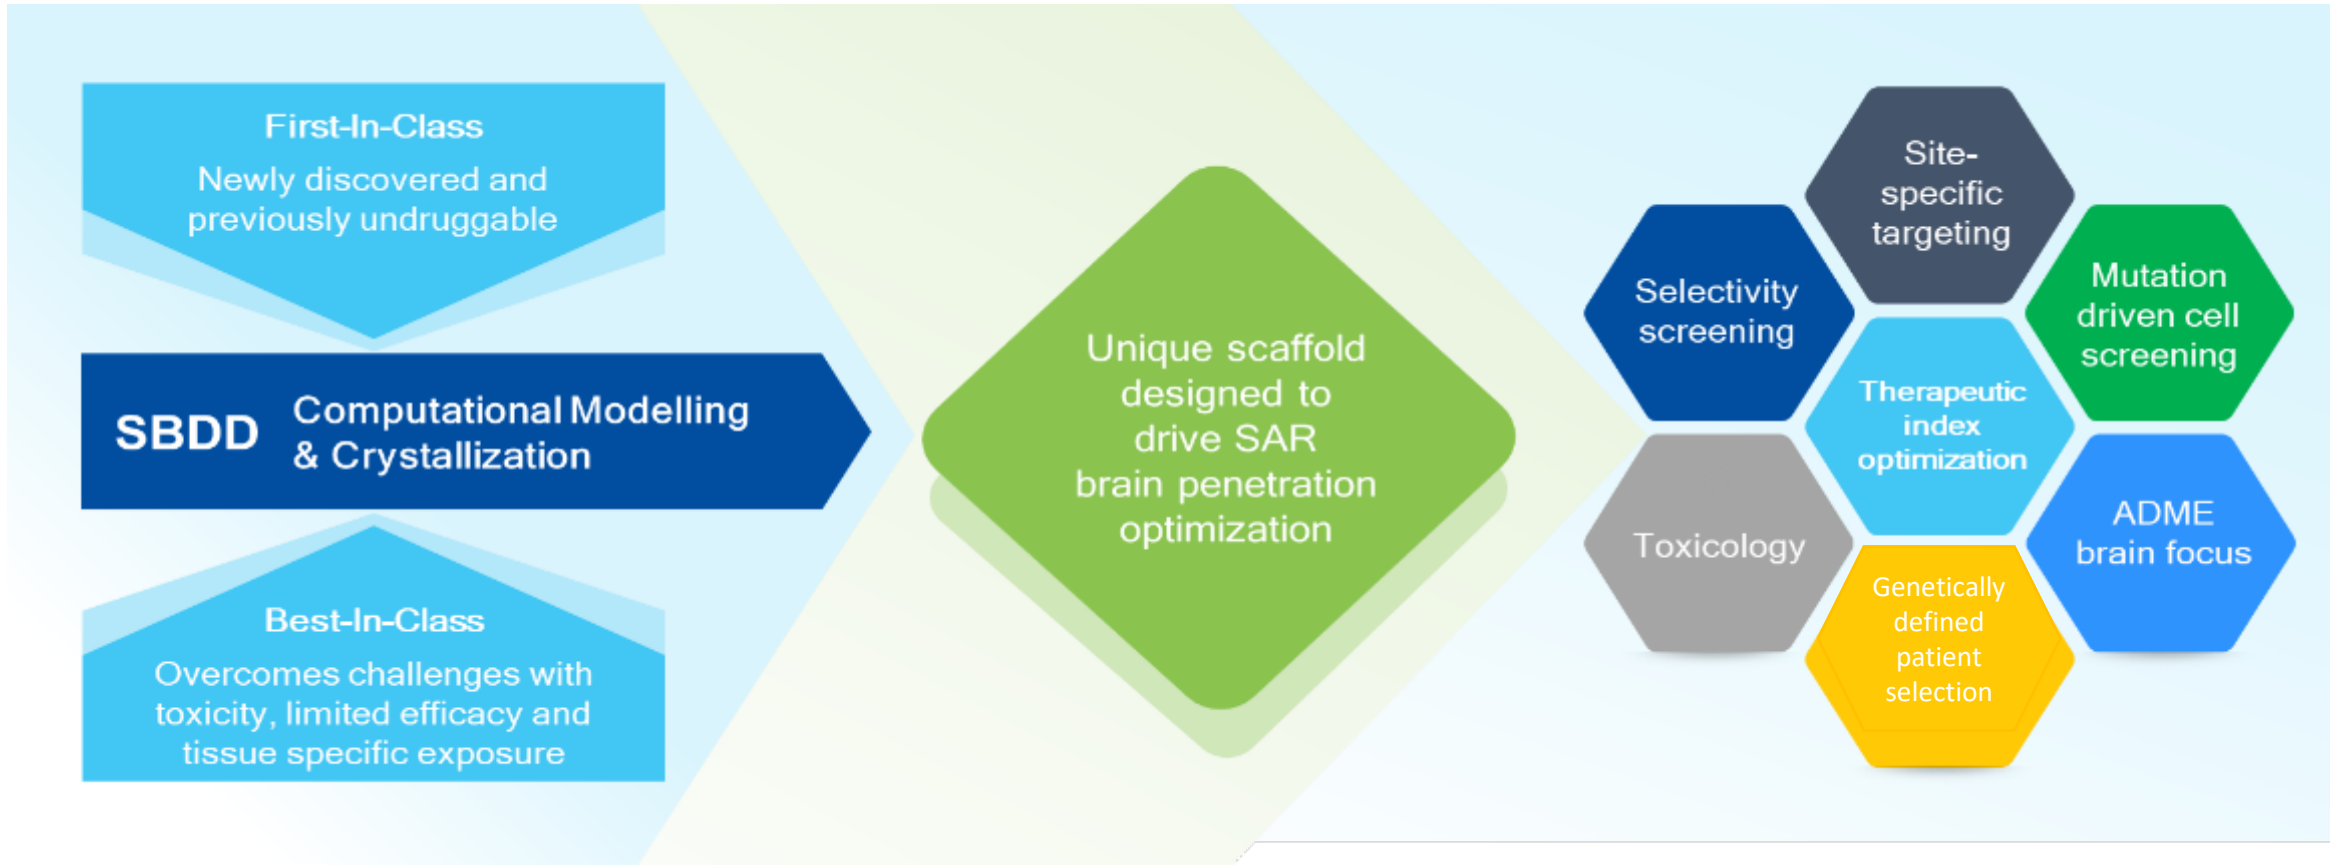 First-In-Class
Newly discovered and
previously undruggable
SBDD
Computational Modelling
& Crystallization
Best-In-Class
Overcomes challenges with
toxicity, limited efficacy and
tissue specific exposure
Unique scaffold
designed to
drive SAR
brain penetration
optimization
Site-
specific
targeting
Selectivity
screening
Mutation
driven cell
screening
Therapeutic
index
optimization
Toxicology
ADME
brain focus
Genetically
defined
patient
selection